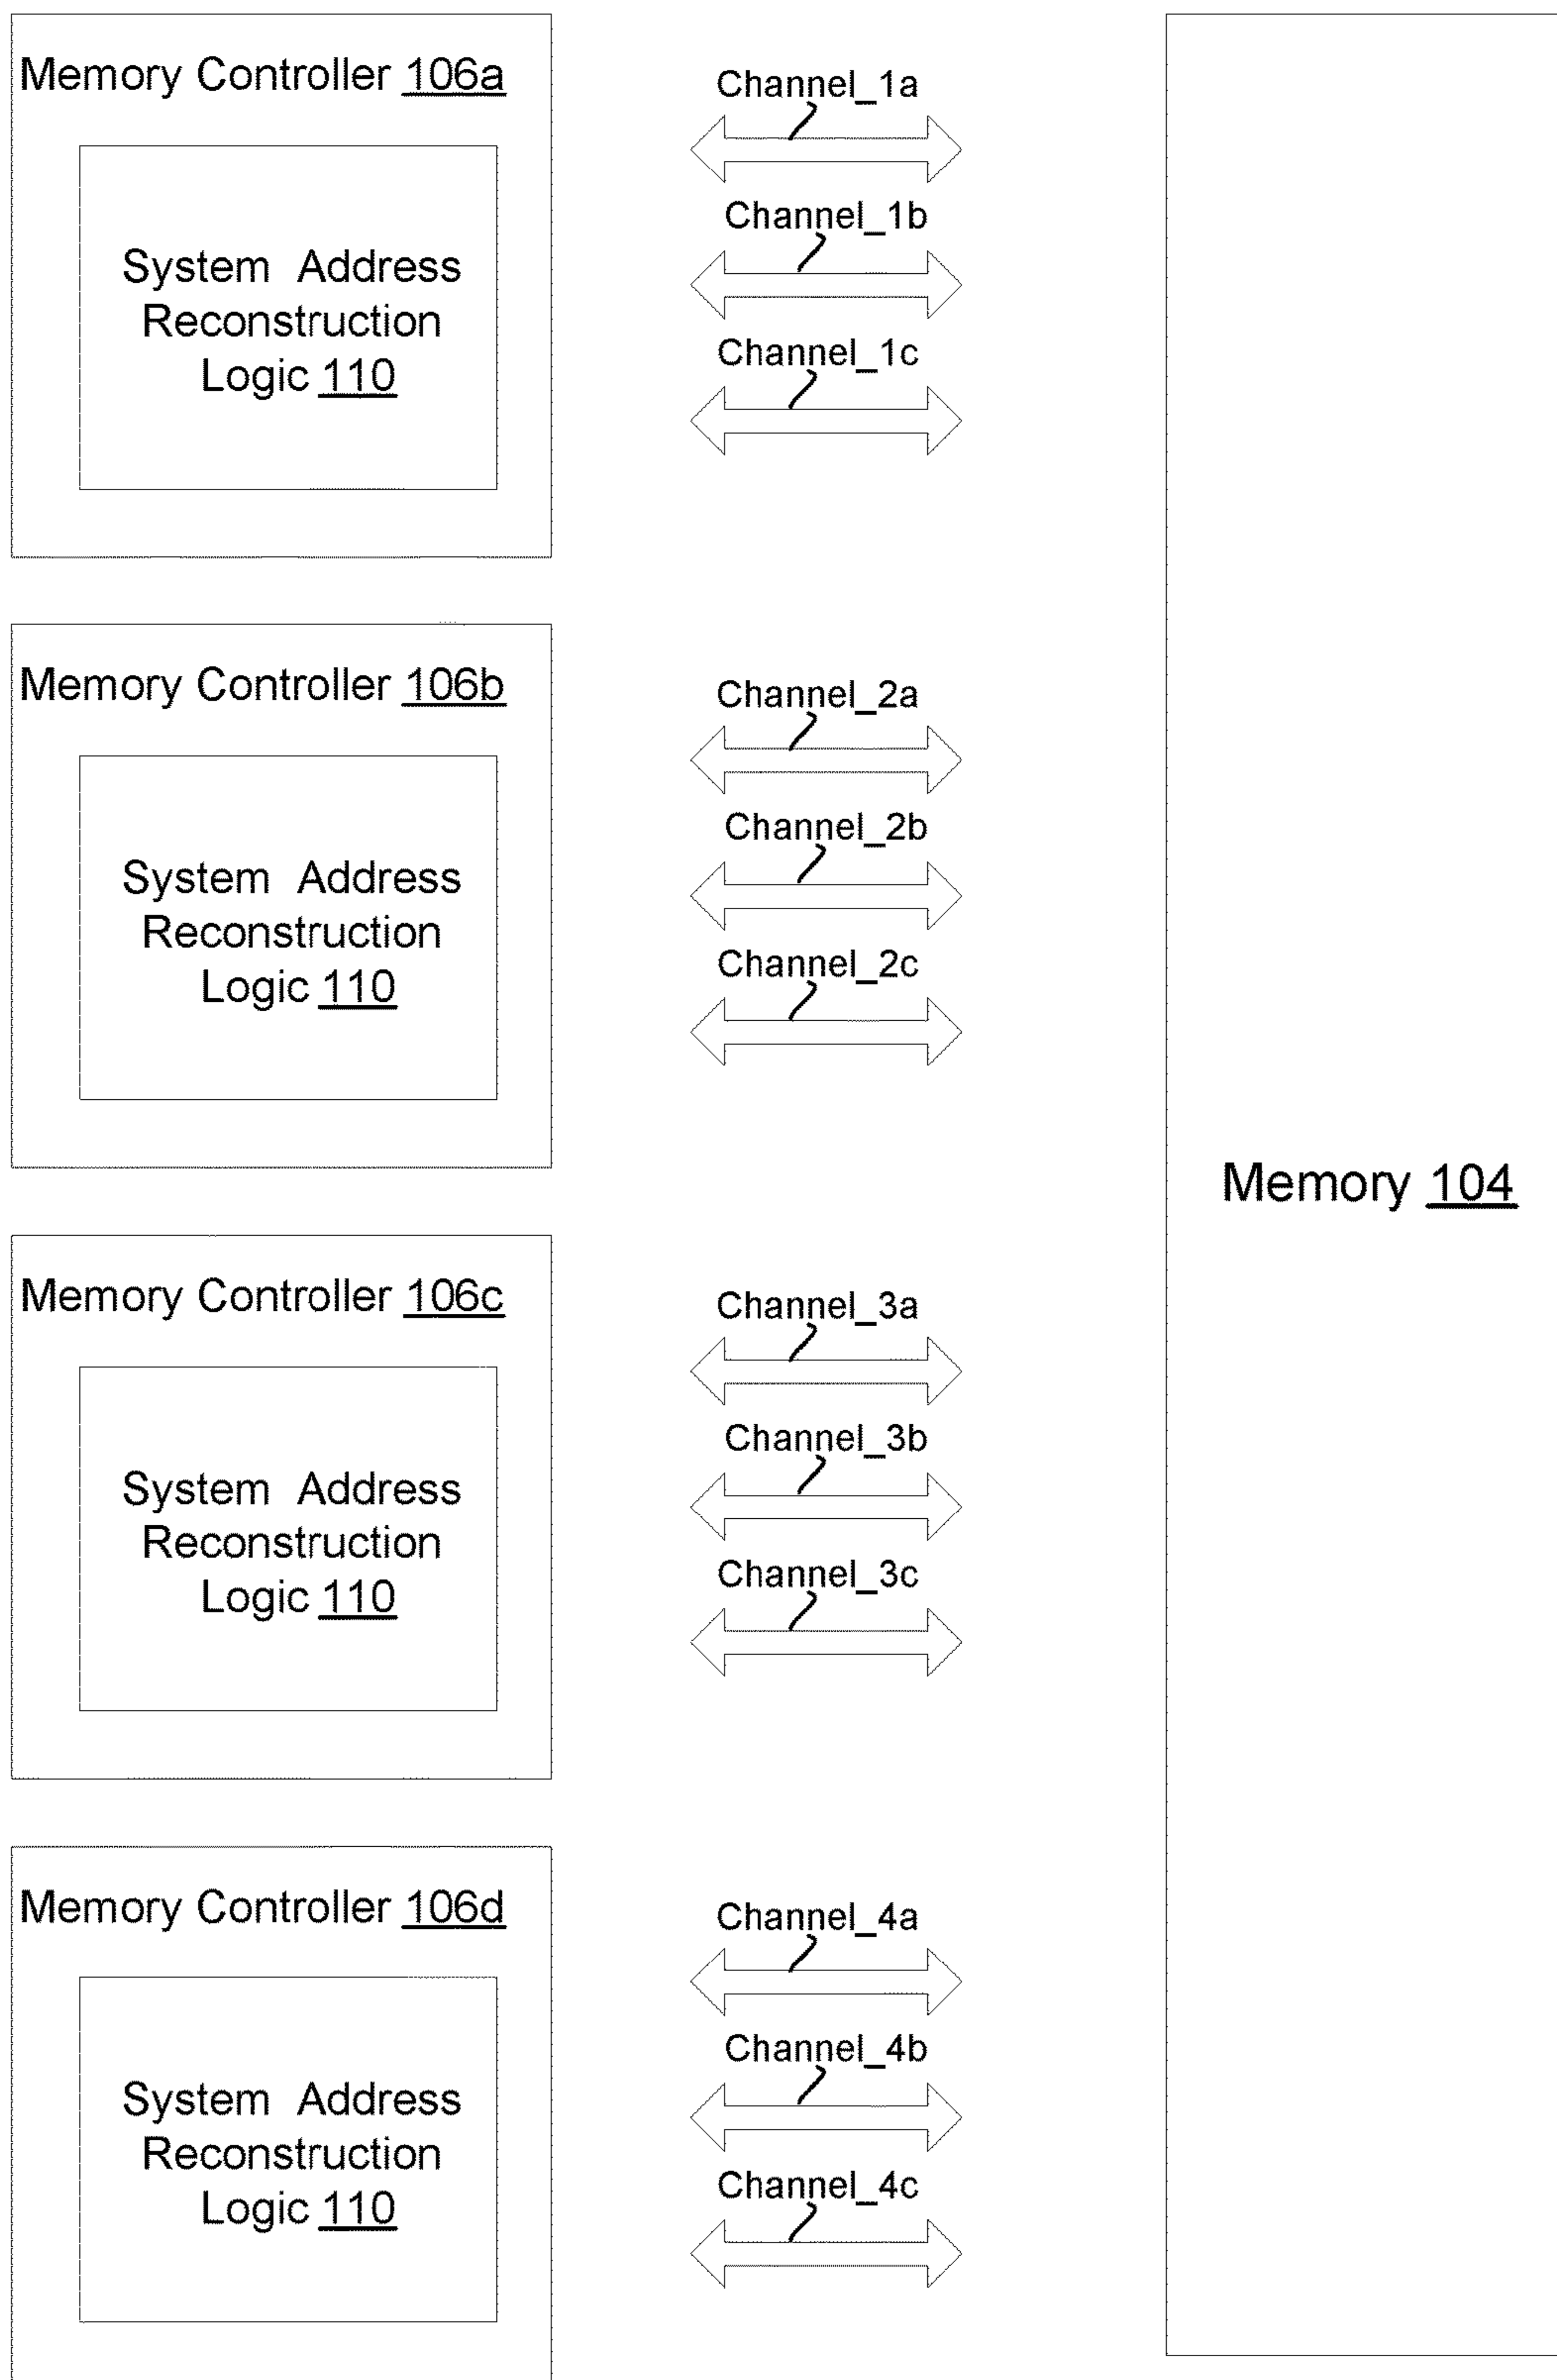 Memory Controller 106a
System Address
Reconstruction
Logic 110
Channel_1a
Channel_1b
Channel_1c
Memory Controller 106b
System Address
Reconstruction
Logic 110
Channel_2a
Channel_2b
Channel_2c
Memory 104
Memory Controller 106c
System Address
Reconstruction
Logic 110
Channel_3a
Channel_3b
Channel_3c
Memory Controller 106d
System Address
Reconstruction
Logic 110
Channel_4a
Channel_4b
Channel_4c